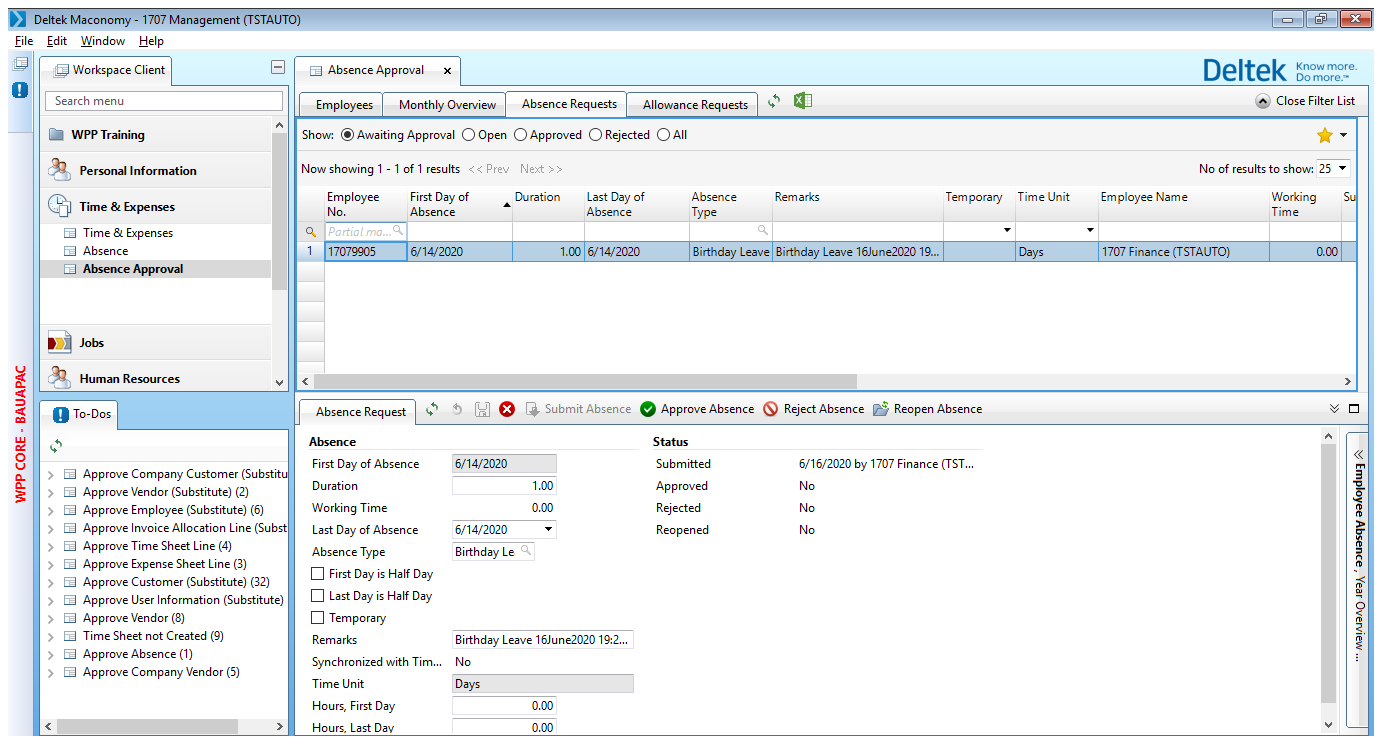 Deltek Maconomy - 1707 Management (TSTAUTO)
File Edit Window Help
Workspace Client
Search menu
WPP Training
Personal Information
Time & Expenses
Time & Expenses
Absence
Absence Approval
Jobs
Human Resources
WPP CORE - BAUAPAC
To-Dos
Approve Company Customer (Substitu
Approve Vendor (Substitute) (2)
Approve Employee (Substitute) (6)
Approve Invoice Allocation Line (Subst
Approve Time Sheet Line (4)
Approve Expense Sheet Line (3)
Approve Customer (Substitute) (32)
Approve User Information (Substitute)
Approve Vendor (8)
Time Sheet not Created (9)
Approve Absence (1)
Approve Company Vendor (5)
Absence Approval x
Deltek Know more.
Do more.™
Employees Monthly Overview Absence Requests Allowance Requests Close Filter List
Show: Awaiting Approval Open Approved Rejected All
Now showing 1 - 1 of 1 results << Prev Next >> No of results to show: 25
Employee First Day of Duration Last Day of Absence Remarks Temporary Time Unit Employee Name Working Su
No. Absence Absence Type Time
Partial ma...
1 17079905 6/14/2020 1.00 6/14/2020 Birthday Leave Birthday Leave 16June2020 19... Days 1707 Finance (TSTAUTO) 0.00
Absence Request Submit Absence Approve Absence Reject Absence Reopen Absence
Absence Status
First Day of Absence 6/14/2020 Submitted 6/16/2020 by 1707 Finance (TST...
Duration 1.00 Approved No
Working Time 0.00 Rejected No
Last Day of Absence 6/14/2020 Reopened No
Absence Type Birthday Le
First Day is Half Day
Last Day is Half Day
Temporary
Remarks Birthday Leave 16June2020 19:2...
Synchronized with Tim... No
Time Unit Days
Hours, First Day 0.00
Hours, Last Day 0.00
Employee Absence , Year Overview ...